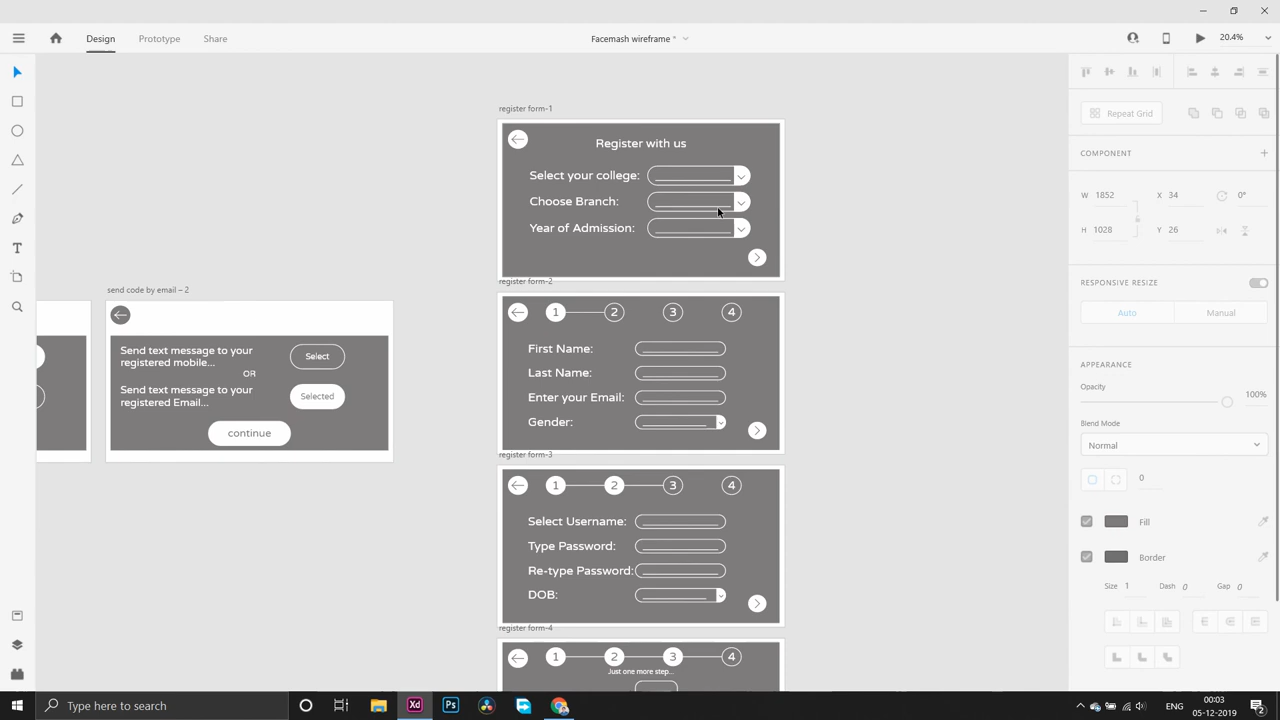 Design
Prototype
Share
Facemash wireframe *
20.4%
register form-1
Register with us
Select your college:
Choose Branch:
Year of Admission:
register form-2
1 2 3 4
First Name:
Last Name:
Enter your Email:
Gender:
register form-3
1 2 3 4
Select Username:
Type Password:
Re-type Password:
DOB:
register form-4
1 2 3 4
Just one more step...
send code by email – 2
Send text message to your
registered mobile...
Select
OR
Send text message to your
registered Email...
Selected
continue
Repeat Grid
COMPONENT
W 1852 X 34 0°
H 1028 Y 26
RESPONSIVE RESIZE
Auto Manual
APPEARANCE
Opacity
100%
Blend Mode
Normal
0
Fill
Border
Size 1 Dash 0 Gap 0
Type here to search
Xd
Ps
ENG
00:03
05-12-2019
2